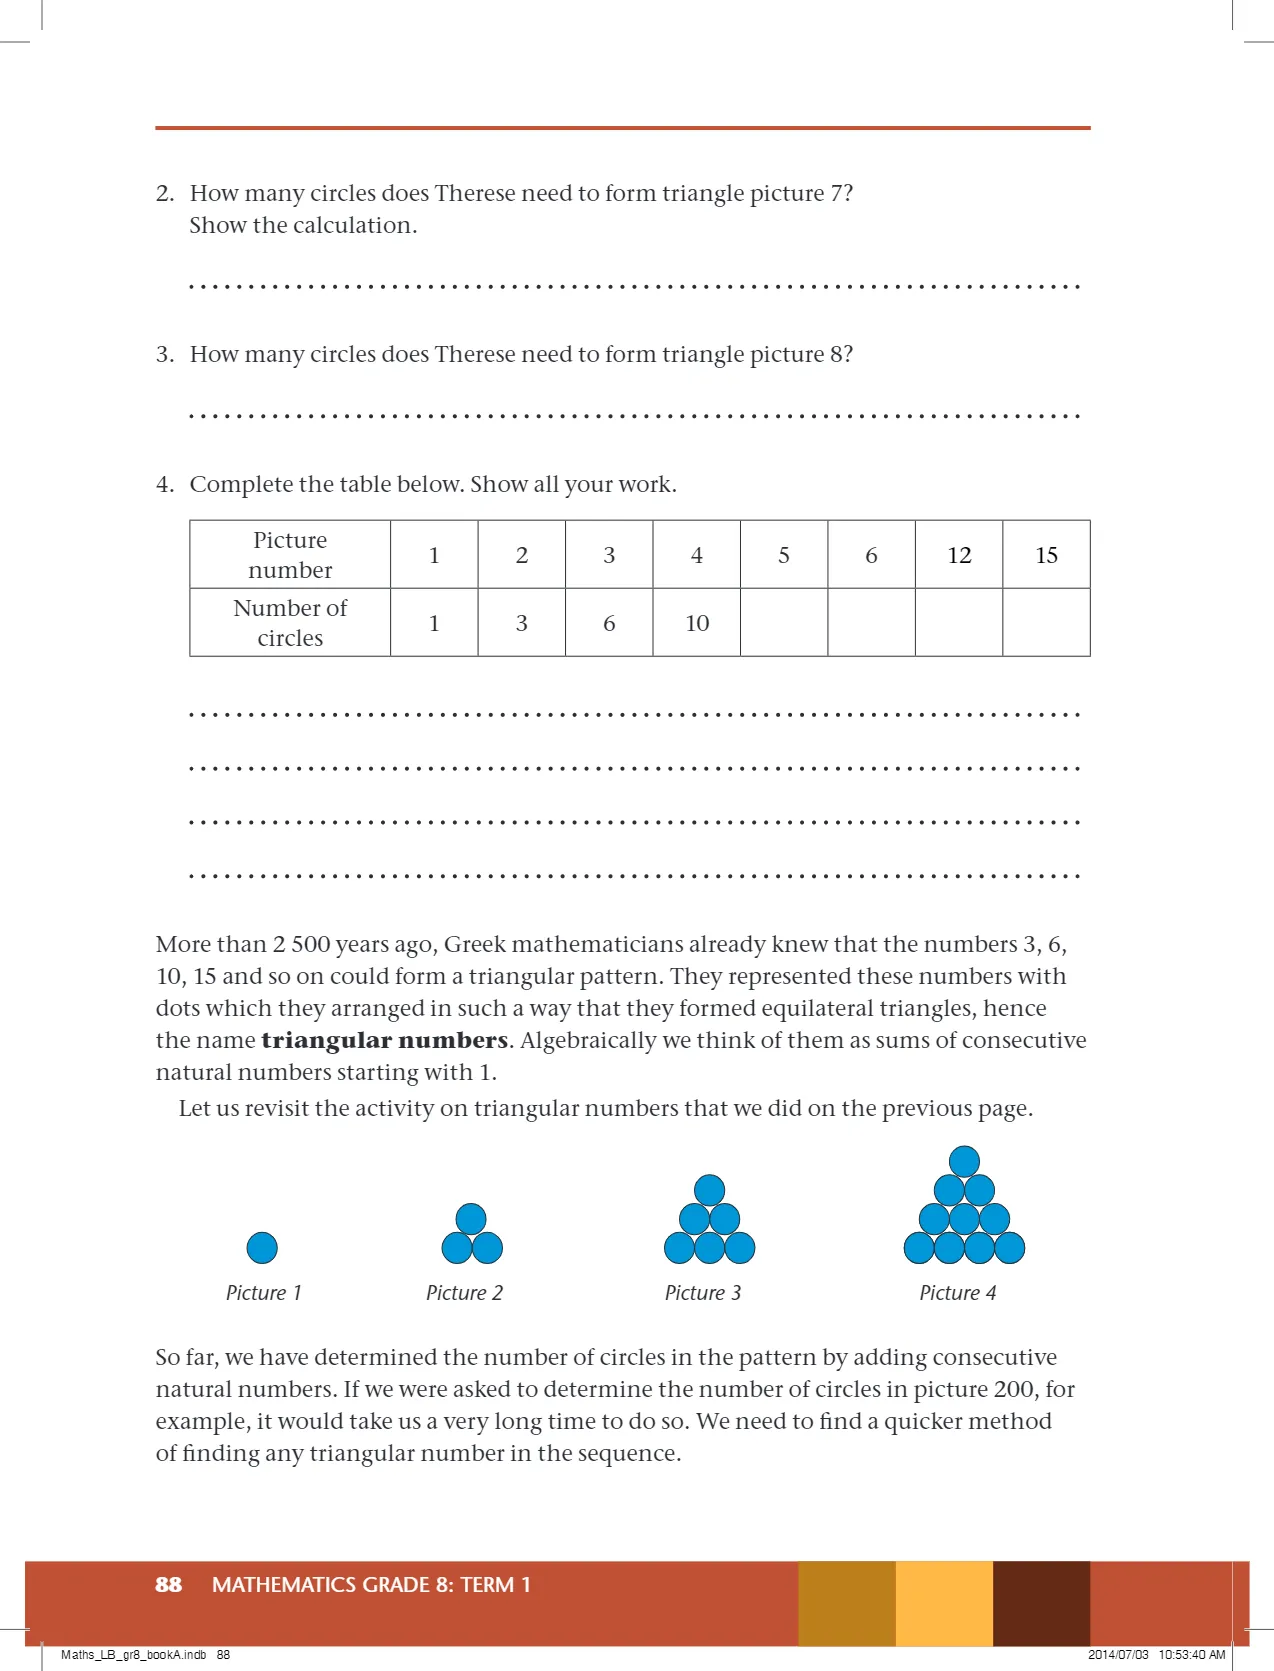 2. How many circles does Therese need to form triangle picture 7?
Show the calculation.
3. How many circles does Therese need to form triangle picture 8?
4. Complete the table below. Show all your work.
Picture number 1 2 3 4 5 6 12 15
Number of circles 1 3 6 10
More than 2 500 years ago, Greek mathematicians already knew that the numbers 3, 6,
10, 15 and so on could form a triangular pattern. They represented these numbers with
dots which they arranged in such a way that they formed equilateral triangles, hence
the name triangular numbers. Algebraically we think of them as sums of consecutive
natural numbers starting with 1.
Let us revisit the activity on triangular numbers that we did on the previous page.
Picture 1 Picture 2 Picture 3 Picture 4
So far, we have determined the number of circles in the pattern by adding consecutive
natural numbers. If we were asked to determine the number of circles in picture 200, for
example, it would take us a very long time to do so. We need to find a quicker method
of finding any triangular number in the sequence.
88 MATHEMATICS GRADE 8: TERM 1
Maths_LB_gr8_bookA.indb 88 2014/07/03 10:53:40 AM